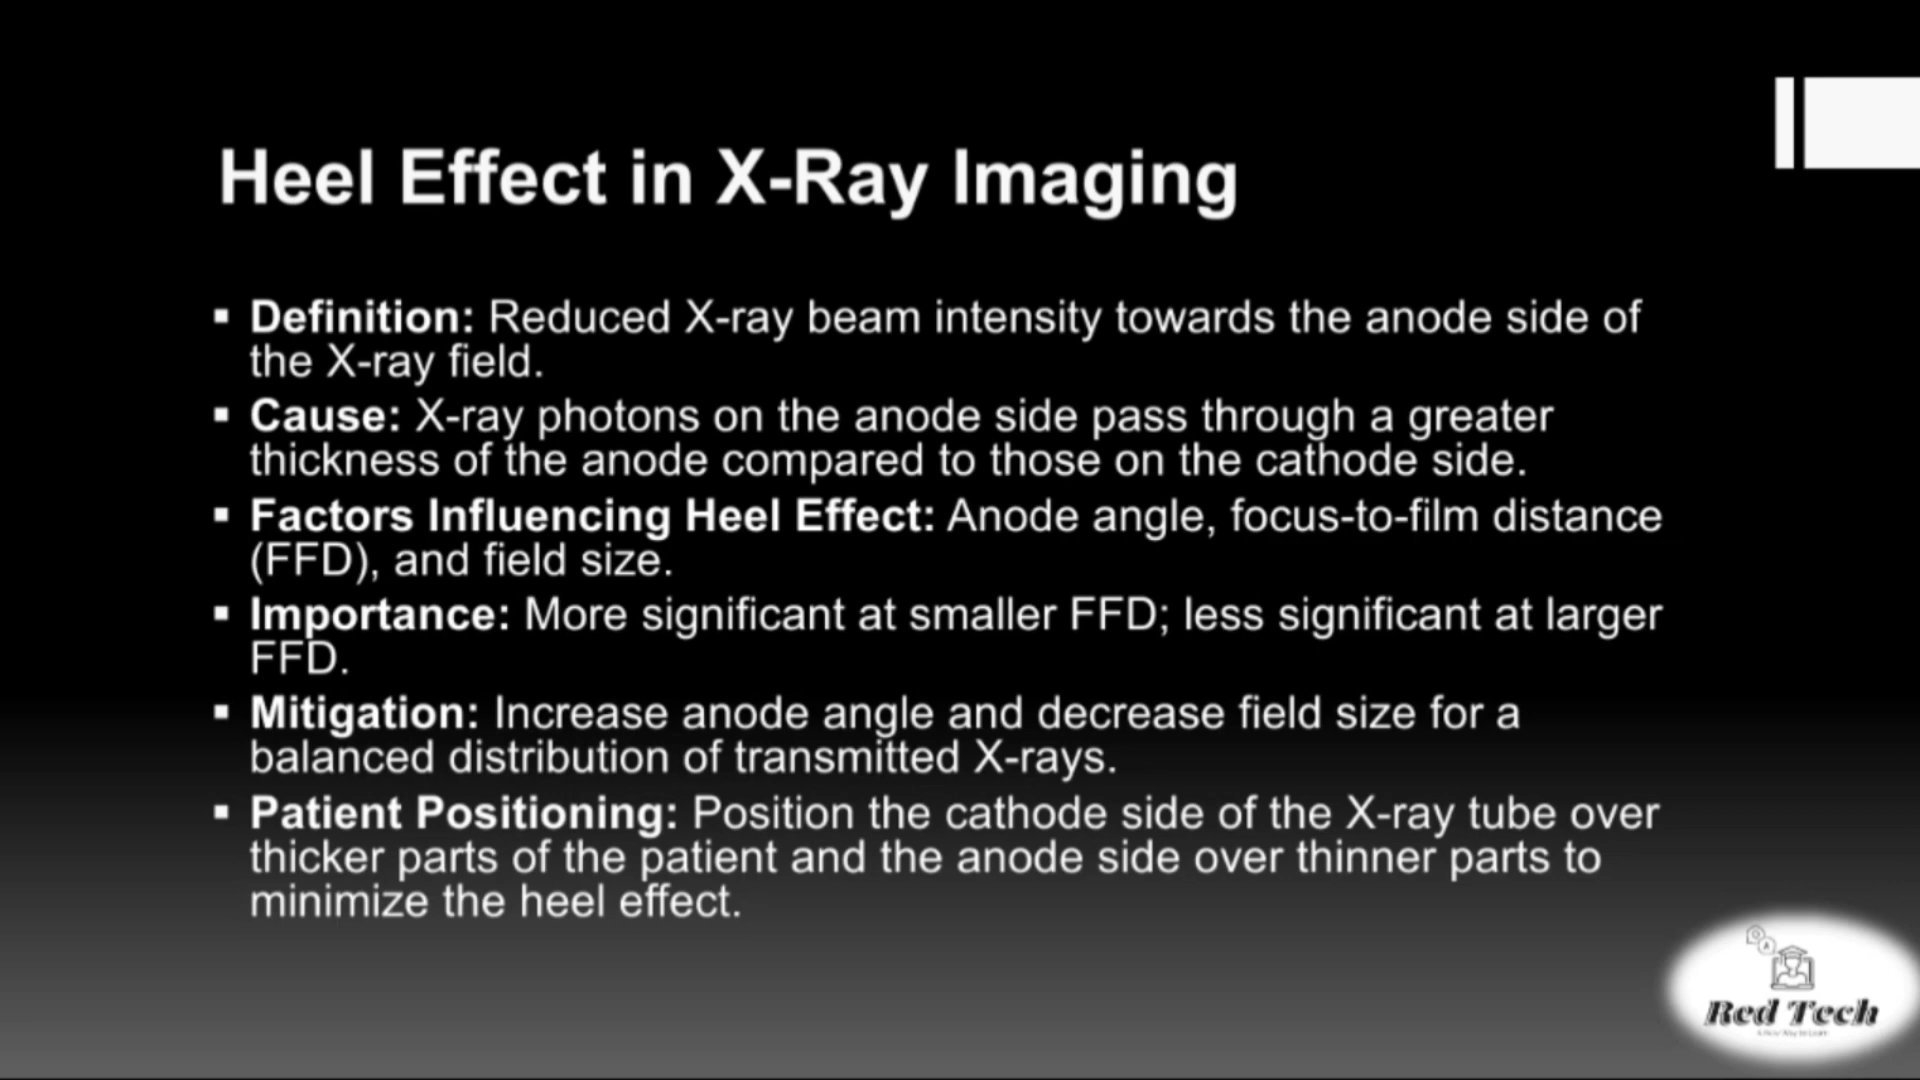 Heel Effect in X-Ray Imaging
▪ Definition: Reduced X-ray beam intensity towards the anode side of
the X-ray field.
▪ Cause: X-ray photons on the anode side pass through a greater
thickness of the anode compared to those on the cathode side.
▪ Factors Influencing Heel Effect: Anode angle, focus-to-film distance
(FFD), and field size.
▪ Importance: More significant at smaller FFD; less significant at larger
FFD.
▪ Mitigation: Increase anode angle and decrease field size for a
balanced distribution of transmitted X-rays.
▪ Patient Positioning: Position the cathode side of the X-ray tube over
thicker parts of the patient and the anode side over thinner parts to
minimize the heel effect.
Red Tech